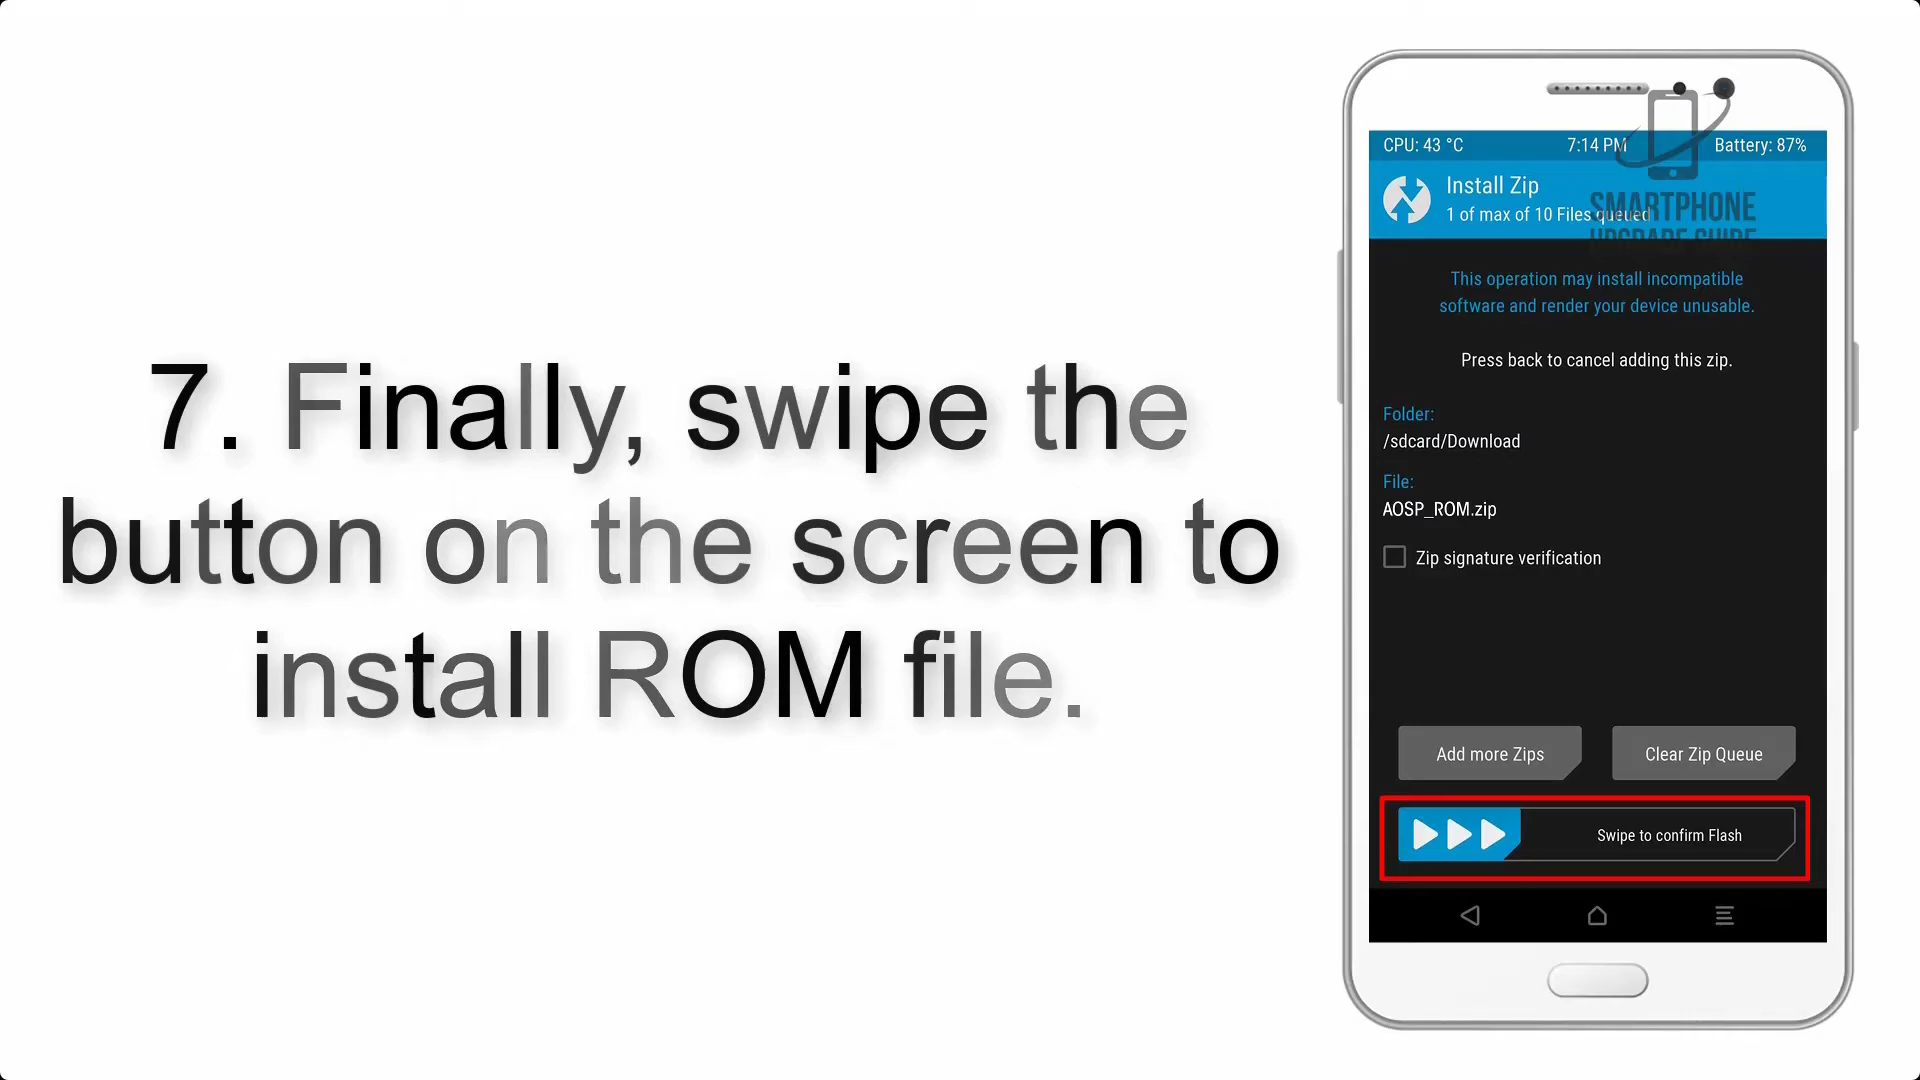 7. Finally, swipe the
button on the screen to
install ROM file.
CPU: 43 °C 7:14 PM Battery: 87%
Install Zip
1 of max of 10 Files queued
SMARTPHONE
UPGRADE GUIDE
This operation may install incompatible
software and render your device unusable.
Press back to cancel adding this zip.
Folder:
/sdcard/Download
File:
AOSP_ROM.zip
Zip signature verification
Add more Zips Clear Zip Queue
Swipe to confirm Flash